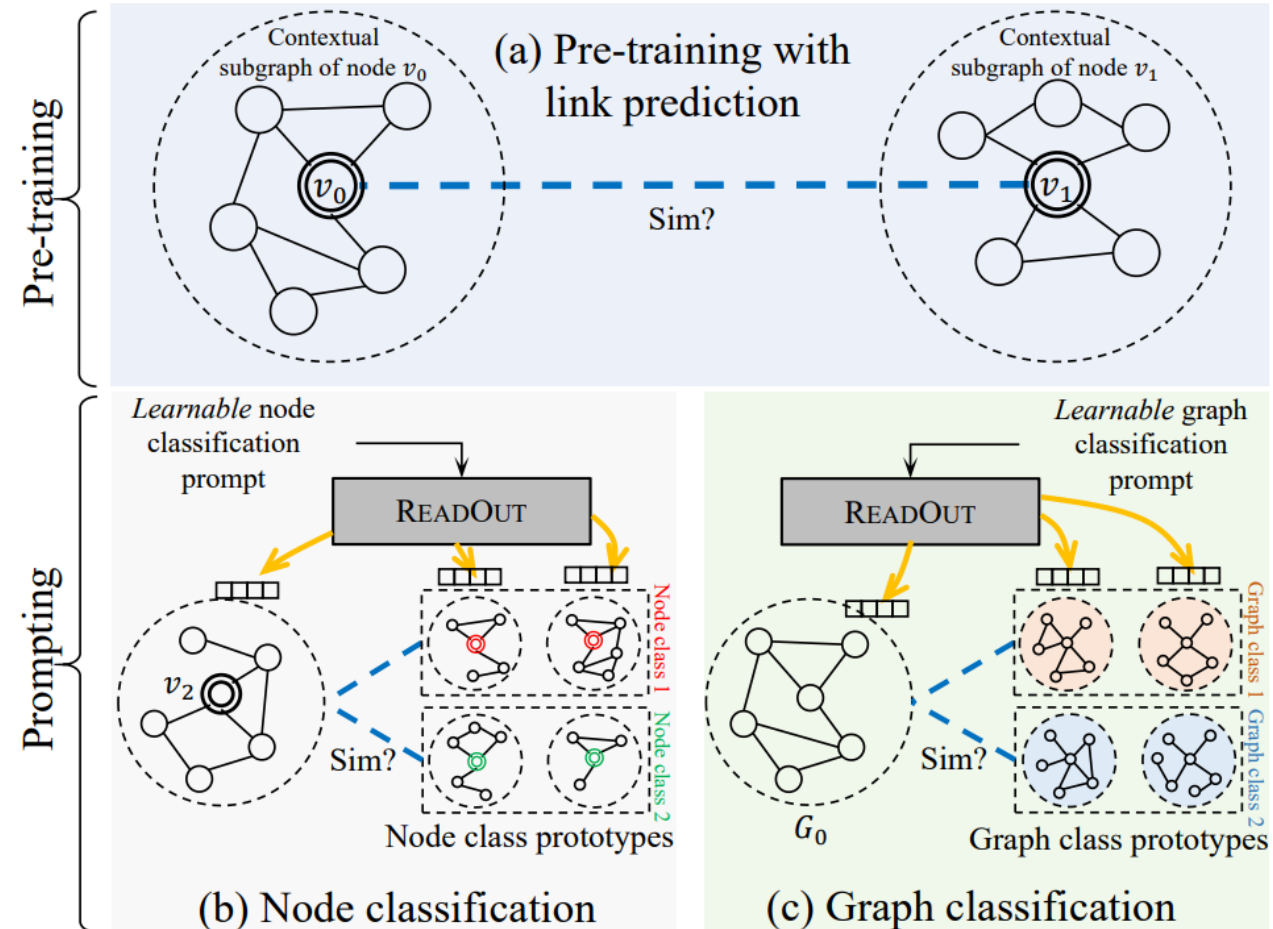 Pre-training
Contextual
subgraph of node v₀
(a) Pre-training with
link prediction
Contextual
subgraph of node v₁
v₀
v₁
Sim?
Prompting
Learnable node
classification
prompt
READOUT
v₂
Sim?
Node class 1
Node class 2
Node class prototypes
(b) Node classification
Learnable graph
classification
prompt
READOUT
G₀
Sim?
Graph class 1
Graph class 2
Graph class prototypes
(c) Graph classification